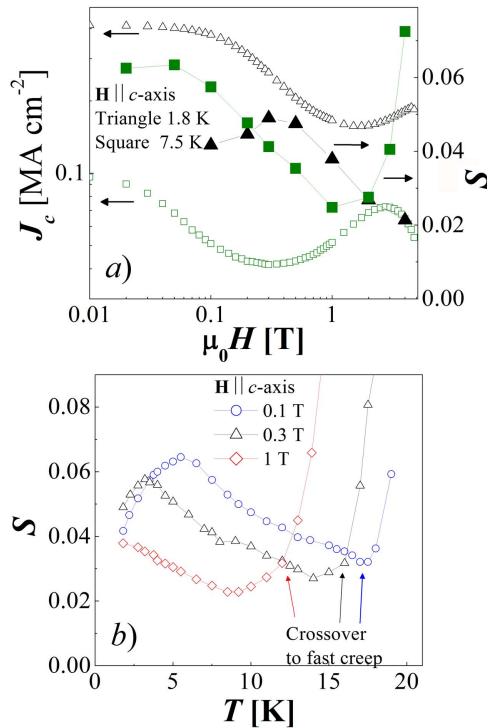 J_c [MA cm⁻²]
0.1
H || c-axis
Triangle 1.8 K
Square 7.5 K
a)
0.06
0.04
0.02
0.00
S
0.01 0.1 1
μ₀H [T]
H || c-axis
0.1 T
0.3 T
1 T
S
0.08
0.06
0.04
0.02
0.00
b)
Crossover
to fast creep
0 5 10 15 20
T [K]